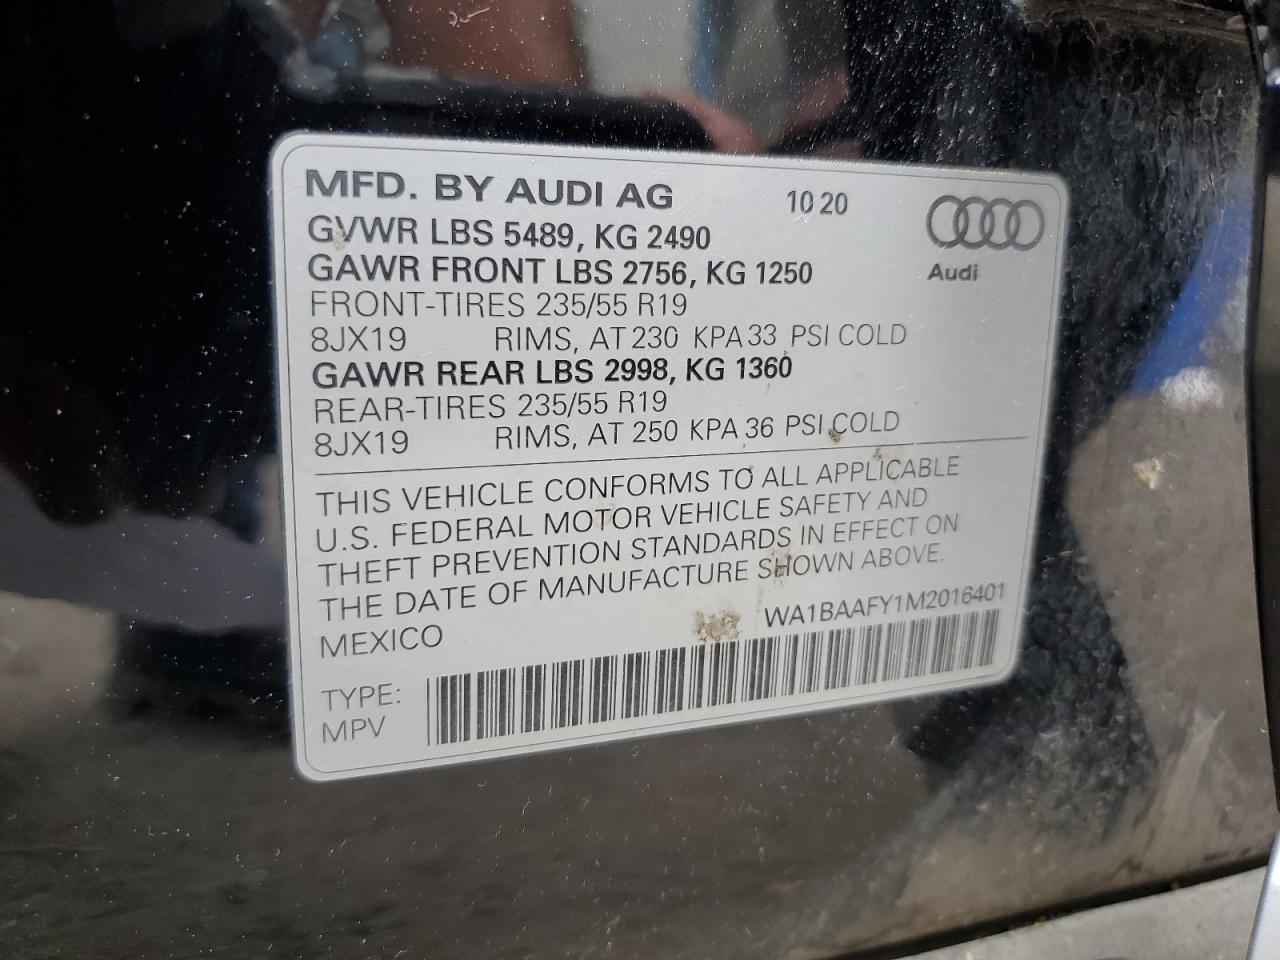 MFD. BY AUDI AG 10 20
GVWR LBS 5489, KG 2490
GAWR FRONT LBS 2756, KG 1250
Audi
FRONT-TIRES 235/55 R19
8JX19 RIMS, AT 230 KPA 33 PSI COLD
GAWR REAR LBS 2998, KG 1360
REAR-TIRES 235/55 R19
8JX19 RIMS, AT 250 KPA 36 PSI COLD
THIS VEHICLE CONFORMS TO ALL APPLICABLE
U.S. FEDERAL MOTOR VEHICLE SAFETY AND
THEFT PREVENTION STANDARDS IN EFFECT ON
THE DATE OF MANUFACTURE SHOWN ABOVE.
MEXICO WA1BAAFY1M2016401
TYPE:
MPV